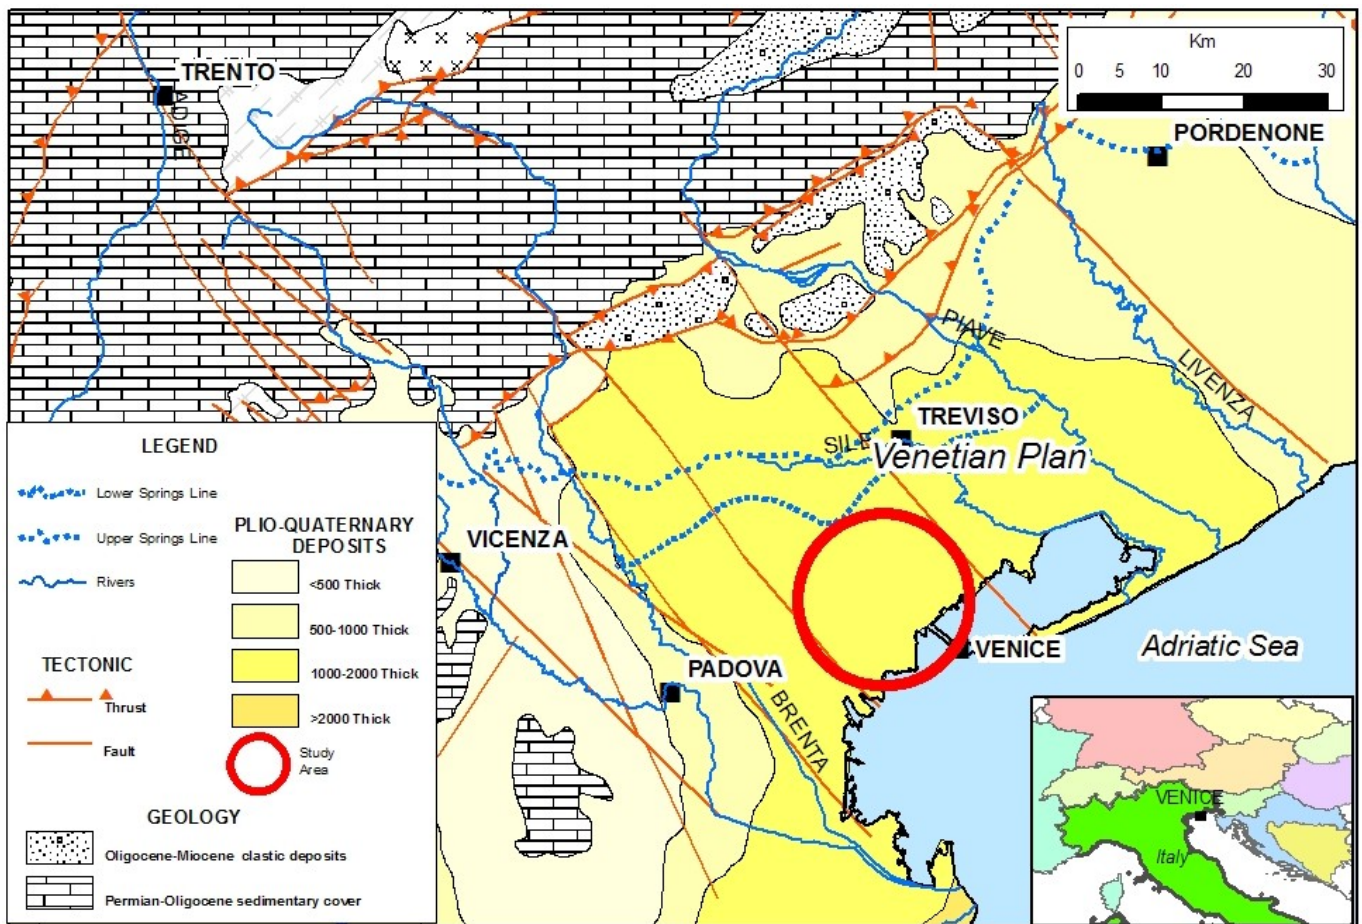 Km
0 5 10 20 30
TRENTO
ADIGE
PORDENONE
PIAVE
LIVENZA
TREVISO
SILE
Venetian Plan
VICENZA
PADOVA
BRENTA
VENICE
Adriatic Sea
LEGEND
Lower Springs Line
Upper Springs Line
Rivers
PLIO-QUATERNARY
DEPOSITS
<500 Thick
500-1000 Thick
1000-2000 Thick
>2000 Thick
TECTONIC
Thrust
Fault
Study
Area
GEOLOGY
Oligocene-Miocene clastic deposits
Permian-Oligocene sedimentary cover
VENICE
Italy